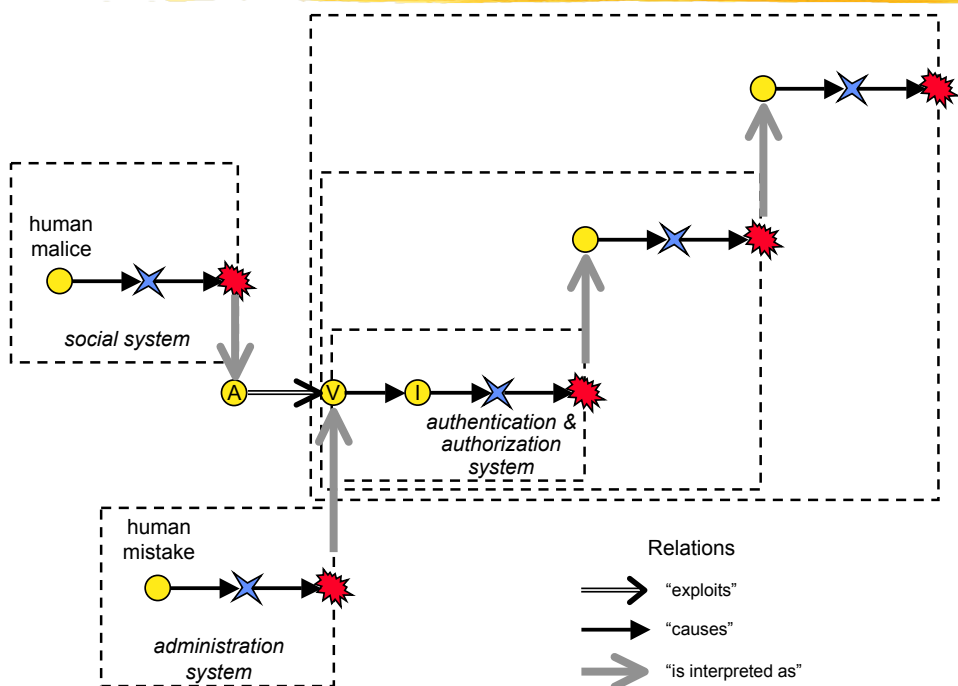 human
malice
social system
A
V
I
authentication &
authorization
system
human
mistake
administration
system
Relations
“exploits”
“causes”
“is interpreted as”